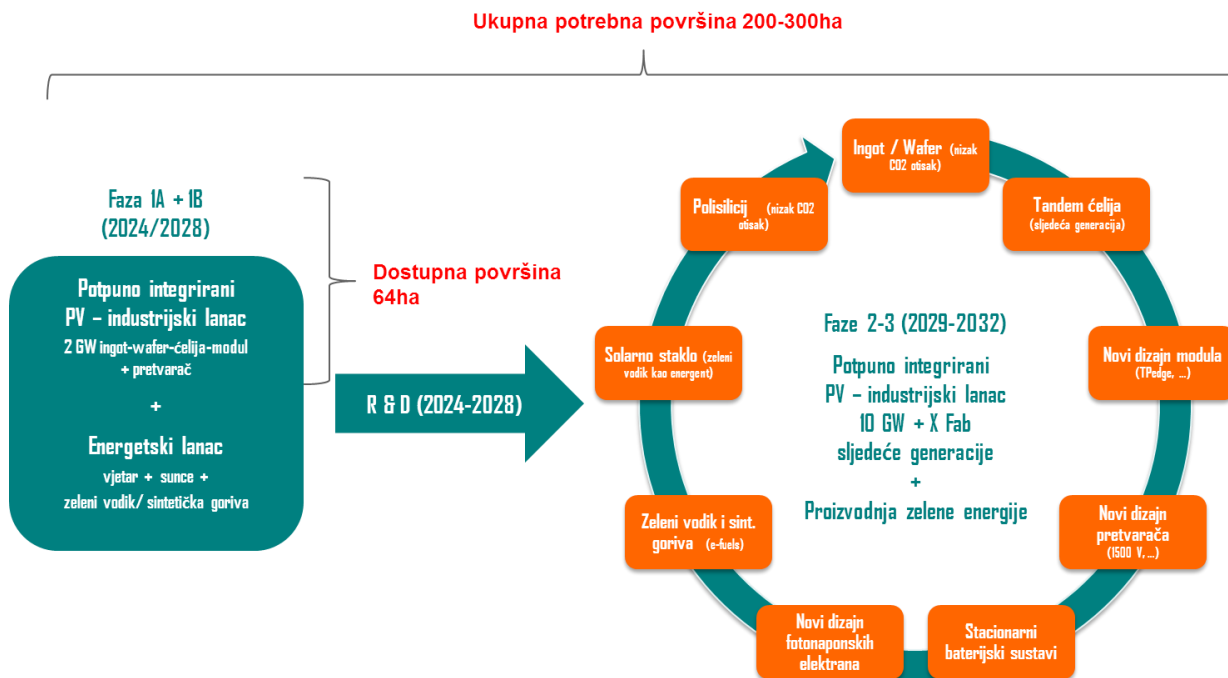 Ukupna potrebna površina 200-300ha
Faza 1A + 1B
(2024/2028)
Potpuno integrirani
PV – industrijski lanac
2 GW ingot-wafer-ćelija-modul
+ pretvarač
+
Energetski lanac
vjetar + sunce +
zeleni vodik/ sintetička goriva
Dostupna površina
64ha
R & D (2024-2028)
Ingot / Wafer (nizak
CO2 otisak)
Tandem ćelija
(sljedeća generacija)
Novi dizajn modula
(TPedge, ...)
Novi dizajn
pretvarača
(1500 V, ...)
Stacionarni
baterijski sustavi
Novi dizajn
fotonaponskih
elektrana
Zeleni vodik i sint.
goriva (e-fuels)
Solarno staklo (zeleni
vodik kao energent)
Polisilicij (nizak CO2
otisak)
Faze 2-3 (2029-2032)
Potpuno integrirani
PV – industrijski lanac
10 GW + X Fab
sljedeće generacije
+
Proizvodnja zelene energije